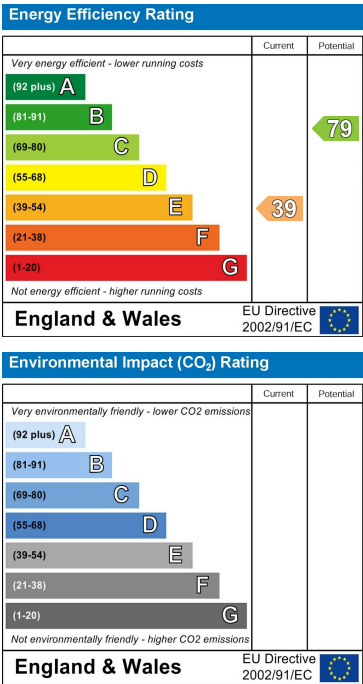 Energy Efficiency Rating
Current Potential
Very energy efficient - lower running costs
(92 plus) A
(81-91) B
79
(69-80) C
(55-68) D
(39-54) E
39
(21-38) F
(1-20) G
Not energy efficient - higher running costs
England & Wales
EU Directive
2002/91/EC
Environmental Impact (CO₂) Rating
Current Potential
Very environmentally friendly - lower CO2 emissions
(92 plus) A
(81-91) B
(69-80) C
(55-68) D
(39-54) E
(21-38) F
(1-20) G
Not environmentally friendly - higher CO2 emissions
England & Wales
EU Directive
2002/91/EC